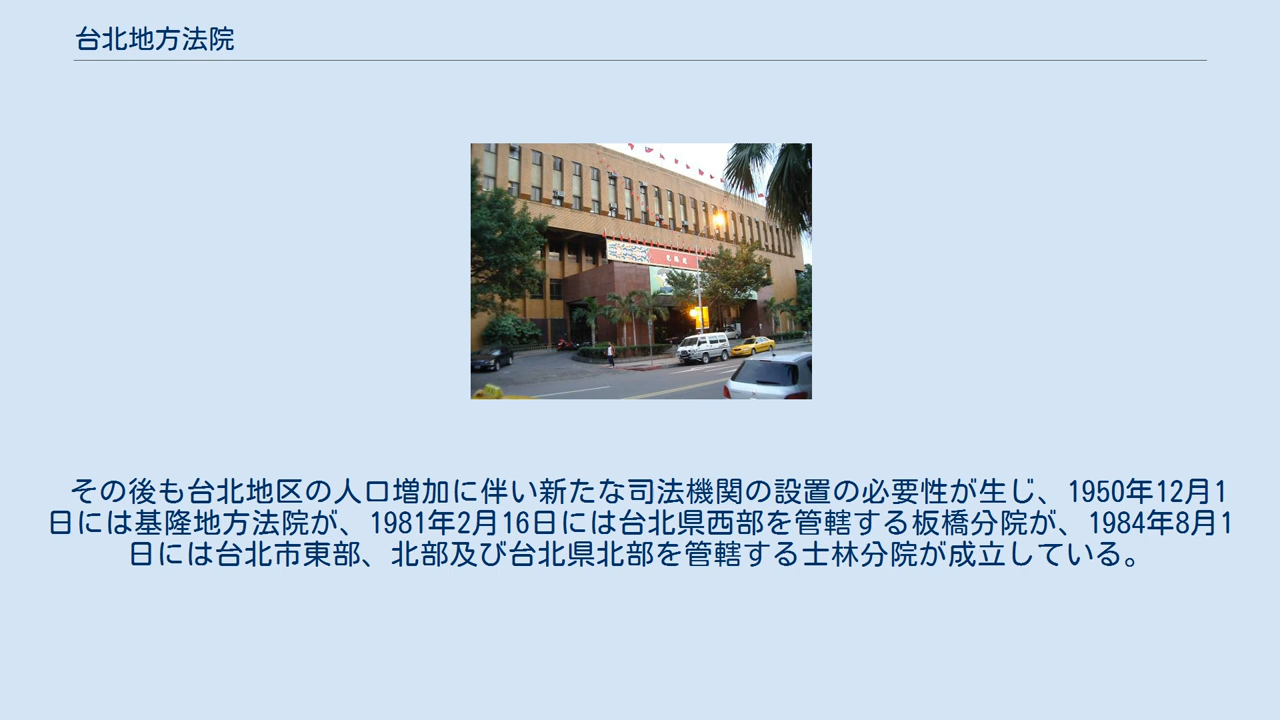 台北地方法院
その後も台北地区の人口増加に伴い新たな司法機関の設置の必要性が生じ、1950年12月1
日には基隆地方法院が、1981年2月16日には台北県西部を管轄する板橋分院が、1984年8月1
日には台北市東部、北部及び台北県北部を管轄する士林分院が成立している。